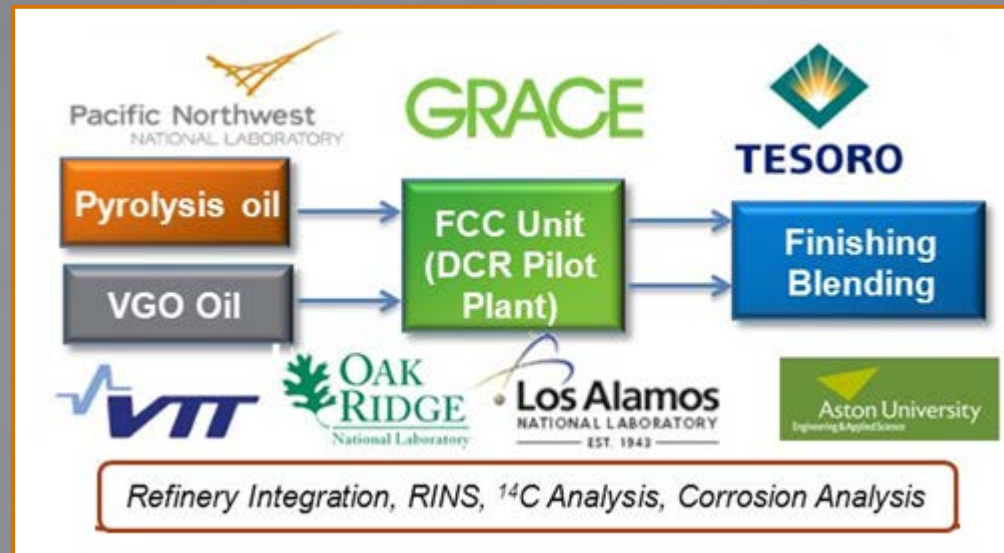 Pacific Northwest
NATIONAL LABORATORY
GRACE
TESORO
Pyrolysis oil
VGO Oil
FCC Unit
(DCR Pilot
Plant)
Finishing
Blending
VTT
OAK
RIDGE
National Laboratory
Los Alamos
NATIONAL LABORATORY
EST. 1943
Aston University
Engineering & Applied Science
Refinery Integration, RINS, ¹⁴C Analysis, Corrosion Analysis